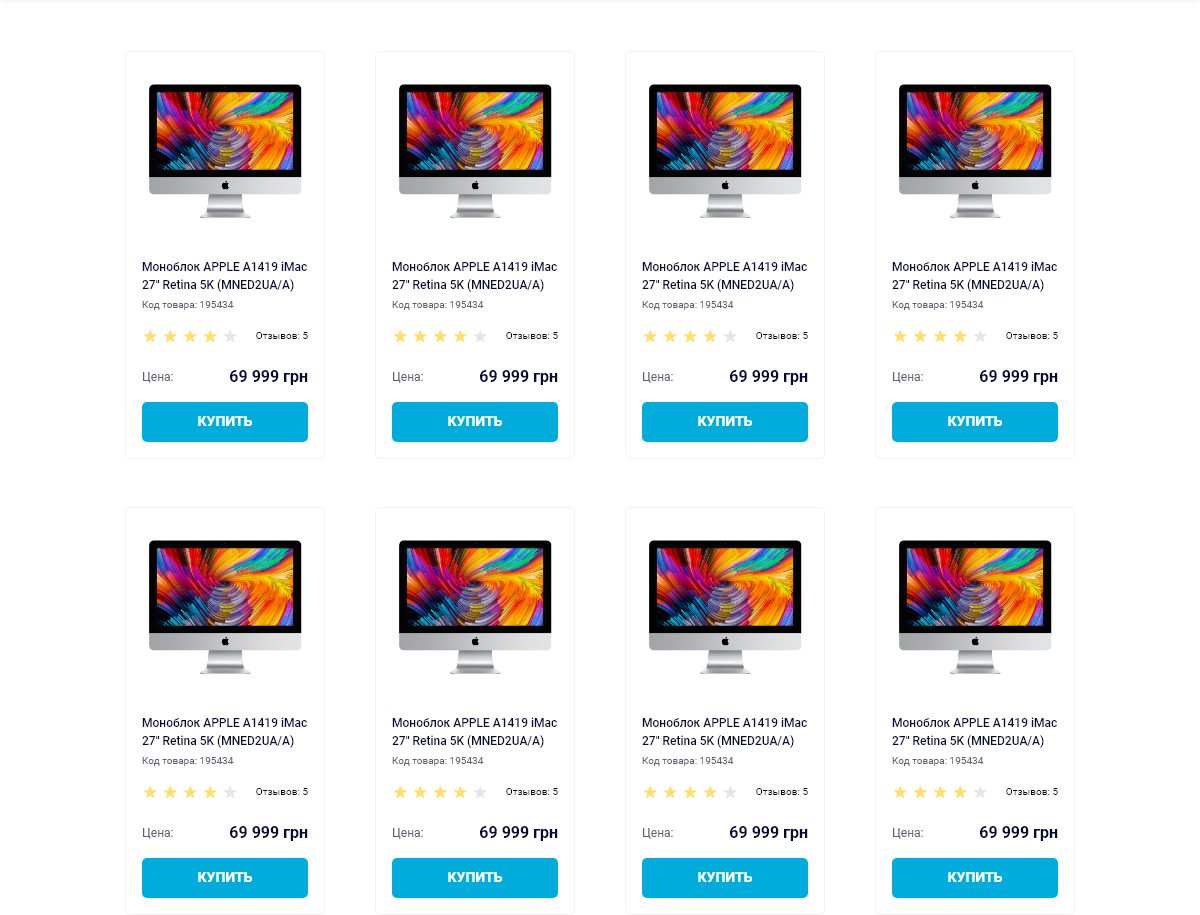 Моноблок APPLE A1419 iMac
27" Retina 5K (MNED2UA/A)
Код товара: 195434
Отзывов: 5
Цена: 69 999 грн
КУПИТЬ
Моноблок APPLE A1419 iMac
27" Retina 5K (MNED2UA/A)
Код товара: 195434
Отзывов: 5
Цена: 69 999 грн
КУПИТЬ
Моноблок APPLE A1419 iMac
27" Retina 5K (MNED2UA/A)
Код товара: 195434
Отзывов: 5
Цена: 69 999 грн
КУПИТЬ
Моноблок APPLE A1419 iMac
27" Retina 5K (MNED2UA/A)
Код товара: 195434
Отзывов: 5
Цена: 69 999 грн
КУПИТЬ
Моноблок APPLE A1419 iMac
27" Retina 5K (MNED2UA/A)
Код товара: 195434
Отзывов: 5
Цена: 69 999 грн
КУПИТЬ
Моноблок APPLE A1419 iMac
27" Retina 5K (MNED2UA/A)
Код товара: 195434
Отзывов: 5
Цена: 69 999 грн
КУПИТЬ
Моноблок APPLE A1419 iMac
27" Retina 5K (MNED2UA/A)
Код товара: 195434
Отзывов: 5
Цена: 69 999 грн
КУПИТЬ
Моноблок APPLE A1419 iMac
27" Retina 5K (MNED2UA/A)
Код товара: 195434
Отзывов: 5
Цена: 69 999 грн
КУПИТЬ